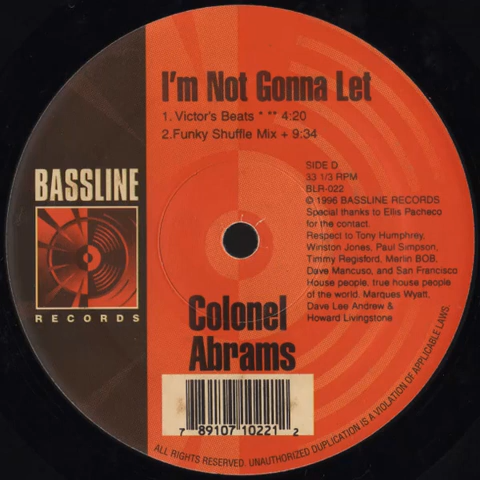 I'm Not Gonna Let
1. Victor's Beats * ** 4:20
2. Funky Shuffle Mix + 9:34
SIDE D
33 1/3 RPM
BLR-022
© 1996 BASSLINE RECORDS
Special thanks to Ellis Pacheco
for the contact.
Respect to Tony Humphrey,
Winston Jones, Paul Simpson,
Timmy Regisford, Merlin BOB,
Dave Mancuso, and San Francisco
House people, true house people
of the world. Marques Wyatt,
Dave Lee Andrew &
Howard Livingstone
BASSLINE
RECORDS
Colonel
Abrams
7 89107 10221 2
ALL RIGHTS RESERVED. UNAUTHORIZED DUPLICATION IS A VIOLATION OF APPLICABLE LAWS.